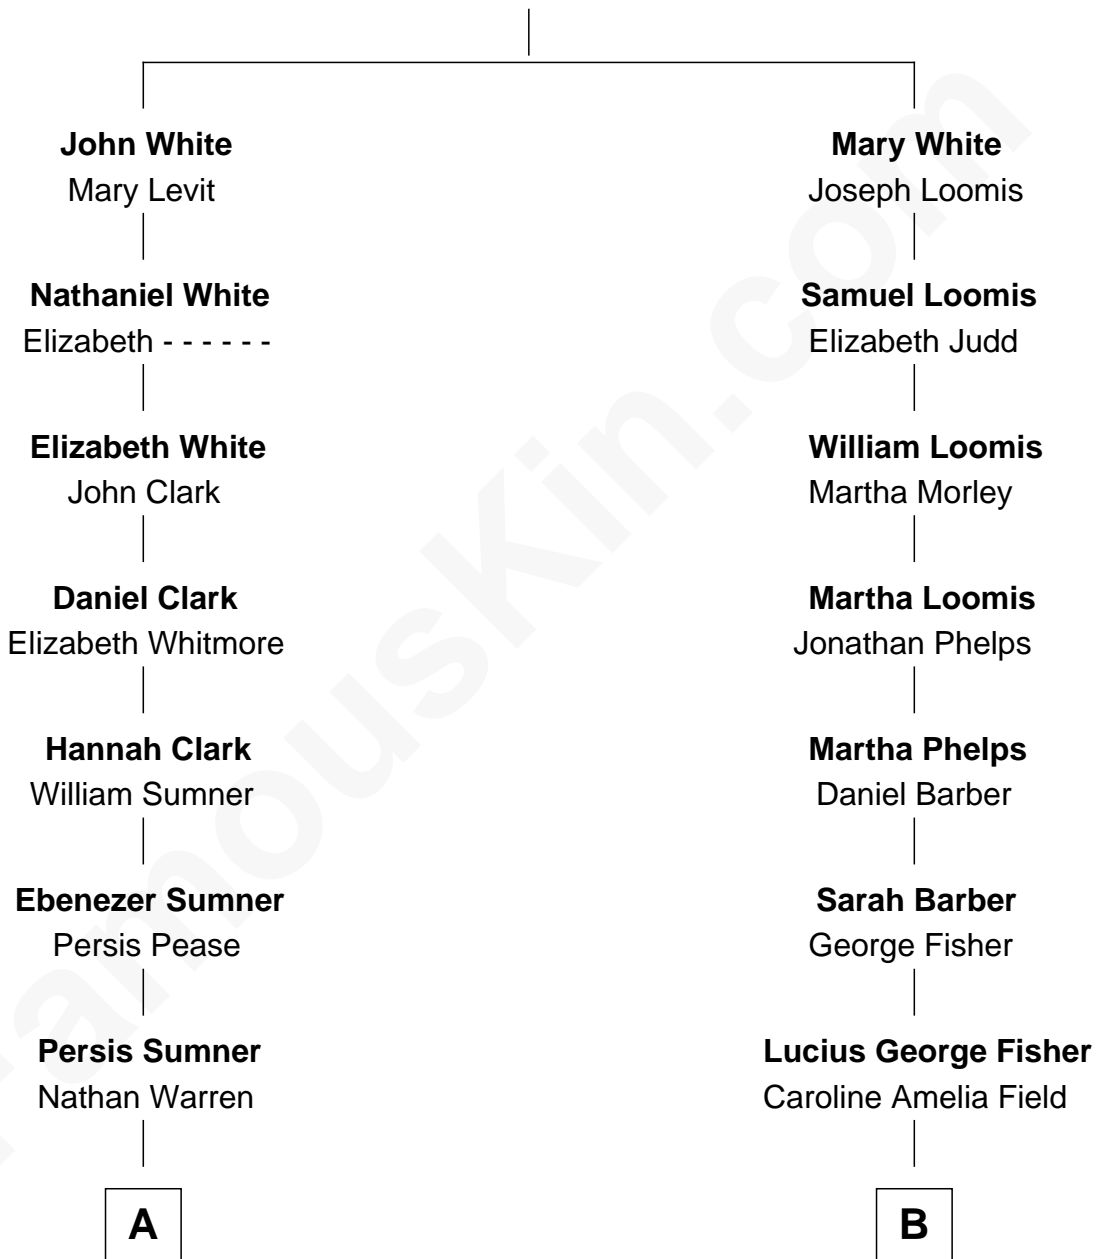 John White
Mary Levit
Nathaniel White
Elizabeth - - - - - -
Elizabeth White
John Clark
Daniel Clark
Elizabeth Whitmore
Hannah Clark
William Sumner
Ebenezer Sumner
Persis Pease
Persis Sumner
Nathan Warren
A
Mary White
Joseph Loomis
Samuel Loomis
Elizabeth Judd
William Loomis
Martha Morley
Martha Loomis
Jonathan Phelps
Martha Phelps
Daniel Barber
Sarah Barber
George Fisher
Lucius George Fisher
Caroline Amelia Field
B
FamousKin.com